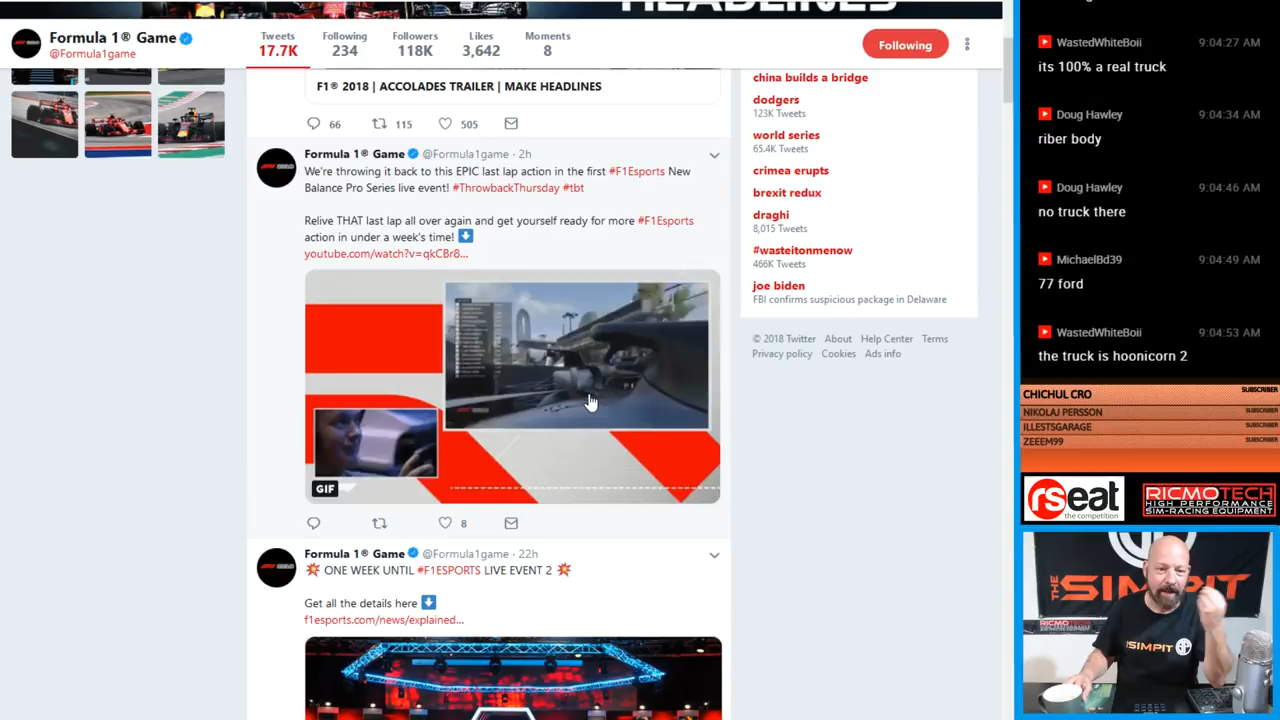 HEADLINES
Formula 1® Game
@Formula1game
Tweets
17.7K
Following
234
Followers
118K
Likes
3,642
Moments
8
Following
F1® 2018 | ACCOLADES TRAILER | MAKE HEADLINES
66
115
505
Formula 1® Game @Formula1game · 2h
We're throwing it back to this EPIC last lap action in the first #F1Esports New
Balance Pro Series live event! #ThrowbackThursday #tbt
Relive THAT last lap all over again and get yourself ready for more #F1Esports
action in under a week's time!
youtube.com/watch?v=qkCBr8...
GIF
8
Formula 1® Game @Formula1game · 22h
ONE WEEK UNTIL #F1ESPORTS LIVE EVENT 2
Get all the details here
f1esports.com/news/explained...
china builds a bridge
dodgers
123K Tweets
world series
65.4K Tweets
crimea erupts
brexit redux
draghi
8,015 Tweets
#wasteitonmenow
466K Tweets
joe biden
FBI confirms suspicious package in Delaware
© 2018 Twitter About Help Center Terms
Privacy policy Cookies Ads info
WastedWhiteBoii 9:04:27 AM
its 100% a real truck
Doug Hawley 9:04:34 AM
riber body
Doug Hawley 9:04:46 AM
no truck there
MichaelBd39 9:04:49 AM
77 ford
WastedWhiteBoii 9:04:53 AM
the truck is hoonicorn 2
CHICHUL CRO SUBSCRIBER
NIKOLAJ PERSSON SUBSCRIBER
ILLESTSGARAGE SUBSCRIBER
ZEEEM99 SUBSCRIBER
rseat
the competition
RICMOTECH
HIGH PERFORMANCE
SIM-RACING EQUIPMENT
THE SIMPIT
RICMOTECH
THE SIMPIT